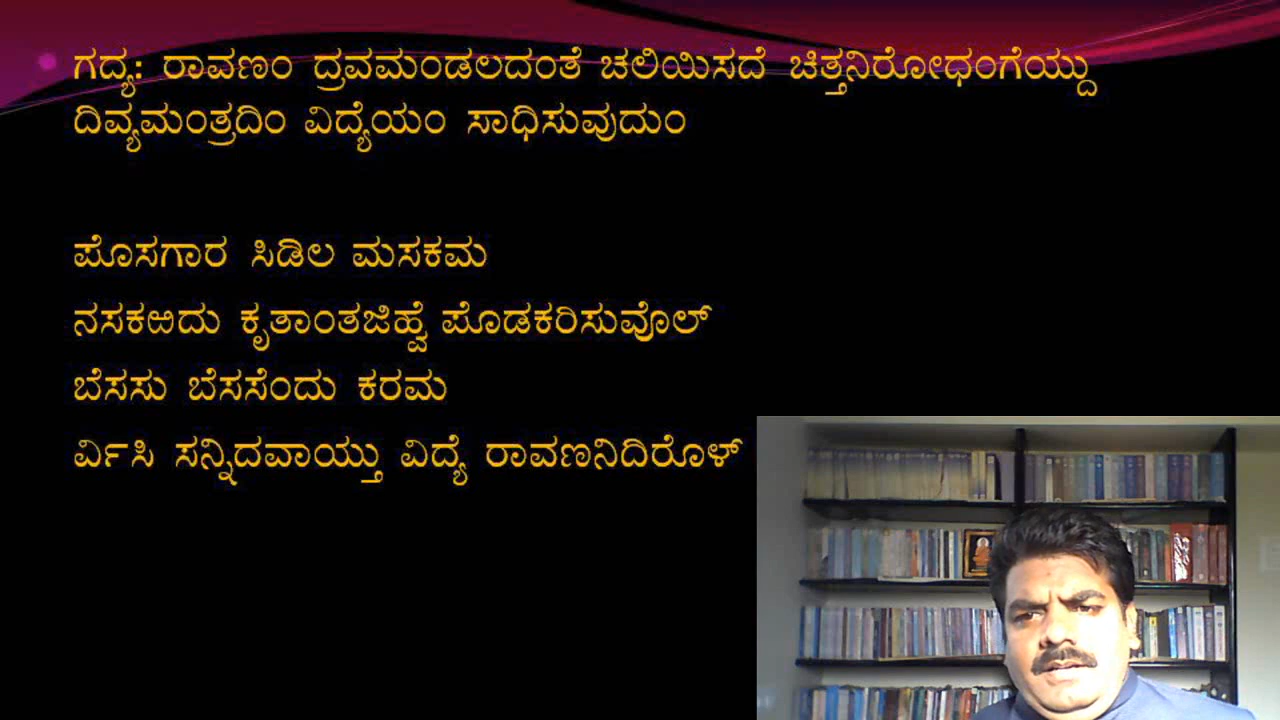 ಗದ್ಯ: ರಾವಣಂ ದ್ರವಮಂಡಲದಂತೆ ಚಲಿಯಿಸದೆ ಚಿತ್ತನಿರೋಧಂಗೆಯ್ದು
ದಿವ್ಯಮಂತ್ರದಿಂ ವಿದ್ಯೆಯಂ ಸಾಧಿಸುವುದುಂ
ಪೊಸಗಾರ ಸಿಡಿಲ ಮಸಕಮ
ನಸಕಱದು ಕೃತಾಂತಜಿಹ್ವೆ ಪೊಡಕರಿಸುವೊಲ್
ಬೆಸಸು ಬೆಸಸೆಂದು ಕರಮ
ರ್ವಿಸಿ ಸನ್ನಿದವಾಯ್ತು ವಿದ್ಯೆ ರಾವಣನಿದಿರೊಳ್